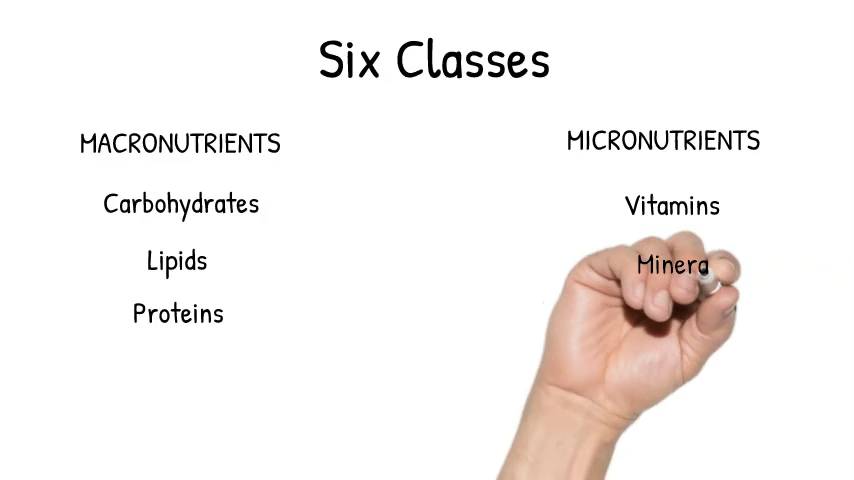 Six Classes
MACRONUTRIENTS
Carbohydrates
Lipids
Proteins
MICRONUTRIENTS
Vitamins
Minera